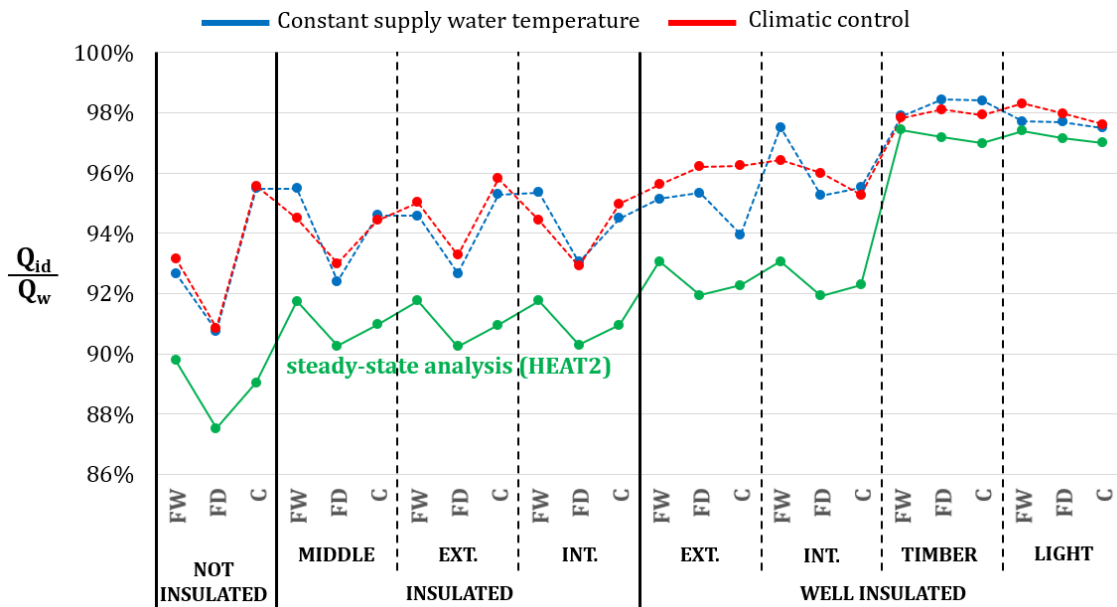 Constant supply water temperature
Climatic control
100%
98%
96%
94%
92%
90%
88%
86%
Q_id
Q_w
steady-state analysis (HEAT2)
FW FD C FW FD C FW FD C FW FD C FW FD C FW FD C FW FD C FW FD C
MIDDLE EXT. INT. EXT. INT. TIMBER LIGHT
NOT
INSULATED INSULATED WELL INSULATED